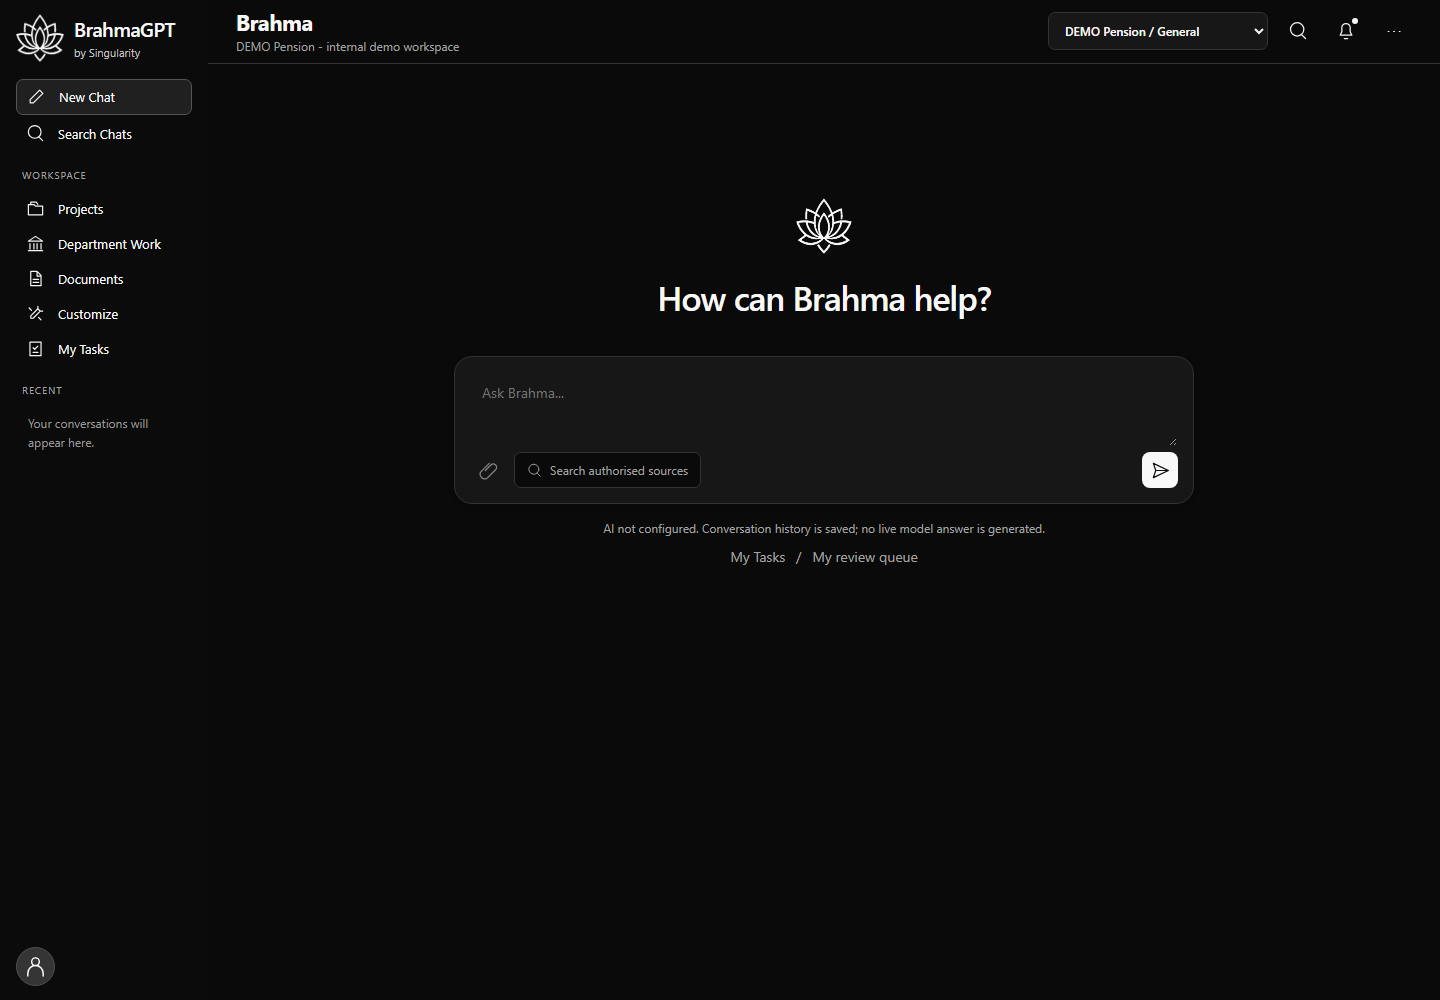 BrahmaGPT
by Singularity
New Chat
Search Chats
WORKSPACE
Projects
Department Work
Documents
Customize
My Tasks
RECENT
Your conversations will
appear here.
Brahma
DEMO Pension - internal demo workspace
DEMO Pension / General
How can Brahma help?
Ask Brahma...
Search authorised sources
AI not configured. Conversation history is saved; no live model answer is generated.
My Tasks / My review queue